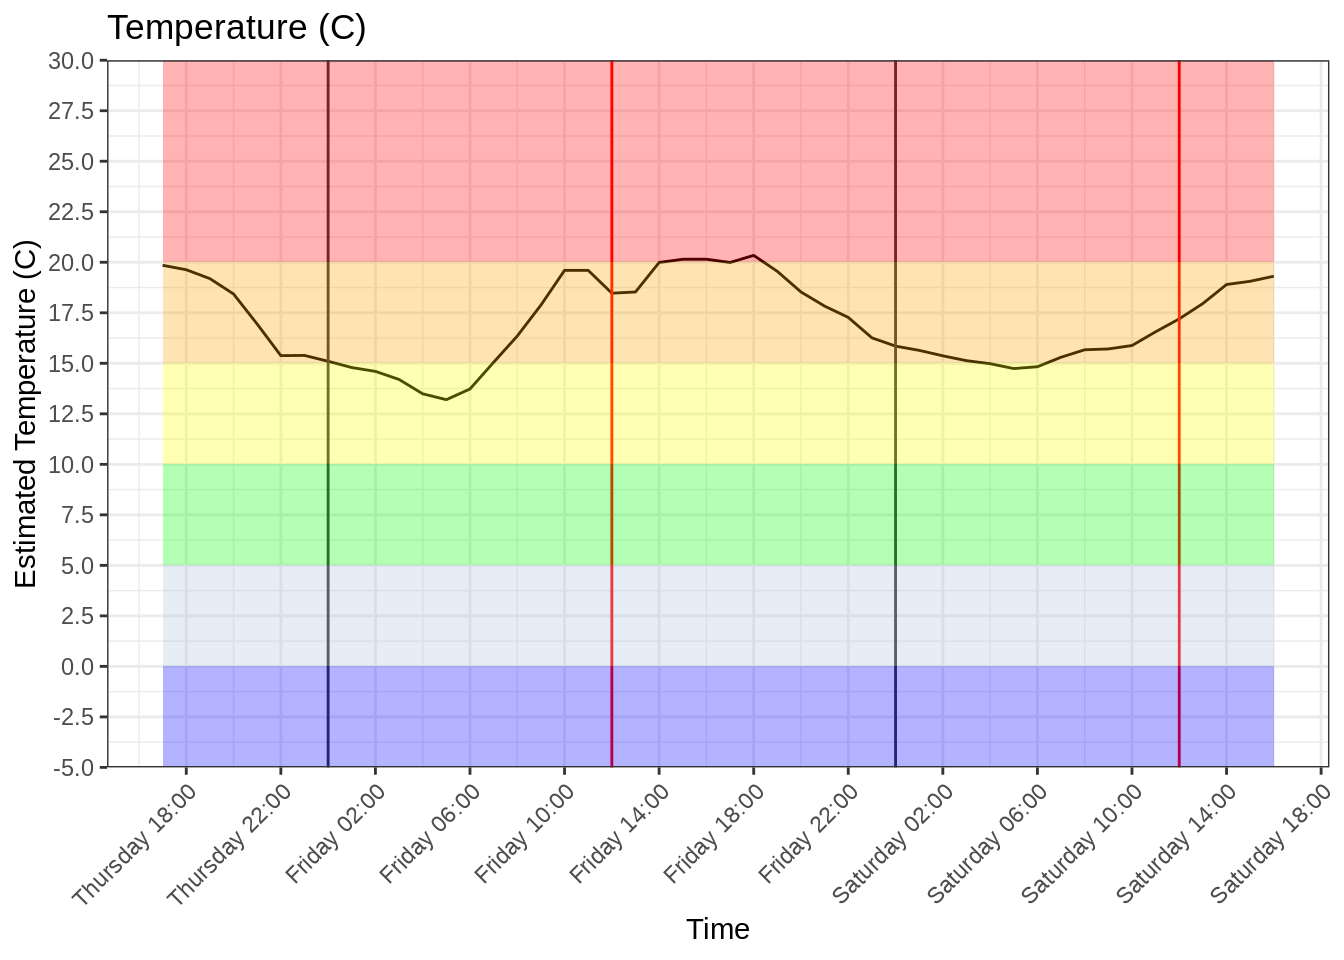 Temperature (C)
Estimated Temperature (C)
30.0
27.5
25.0
22.5
20.0
17.5
15.0
12.5
10.0
7.5
5.0
2.5
0.0
-2.5
-5.0
Thursday 18:00
Thursday 22:00
Friday 02:00
Friday 06:00
Friday 10:00
Friday 14:00
Friday 18:00
Friday 22:00
Saturday 02:00
Saturday 06:00
Saturday 10:00
Saturday 14:00
Saturday 18:00
Time